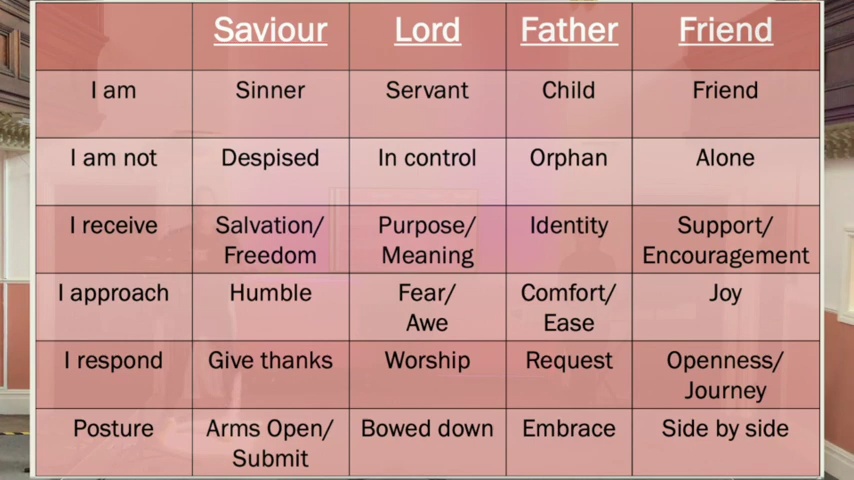 Saviour Lord Father Friend
I am Sinner Servant Child Friend
I am not Despised In control Orphan Alone
I receive Salvation/ Purpose/ Identity Support/
Freedom Meaning Encouragement
I approach Humble Fear/ Comfort/ Joy
Awe Ease
I respond Give thanks Worship Request Openness/
Journey
Posture Arms Open/ Bowed down Embrace Side by side
Submit